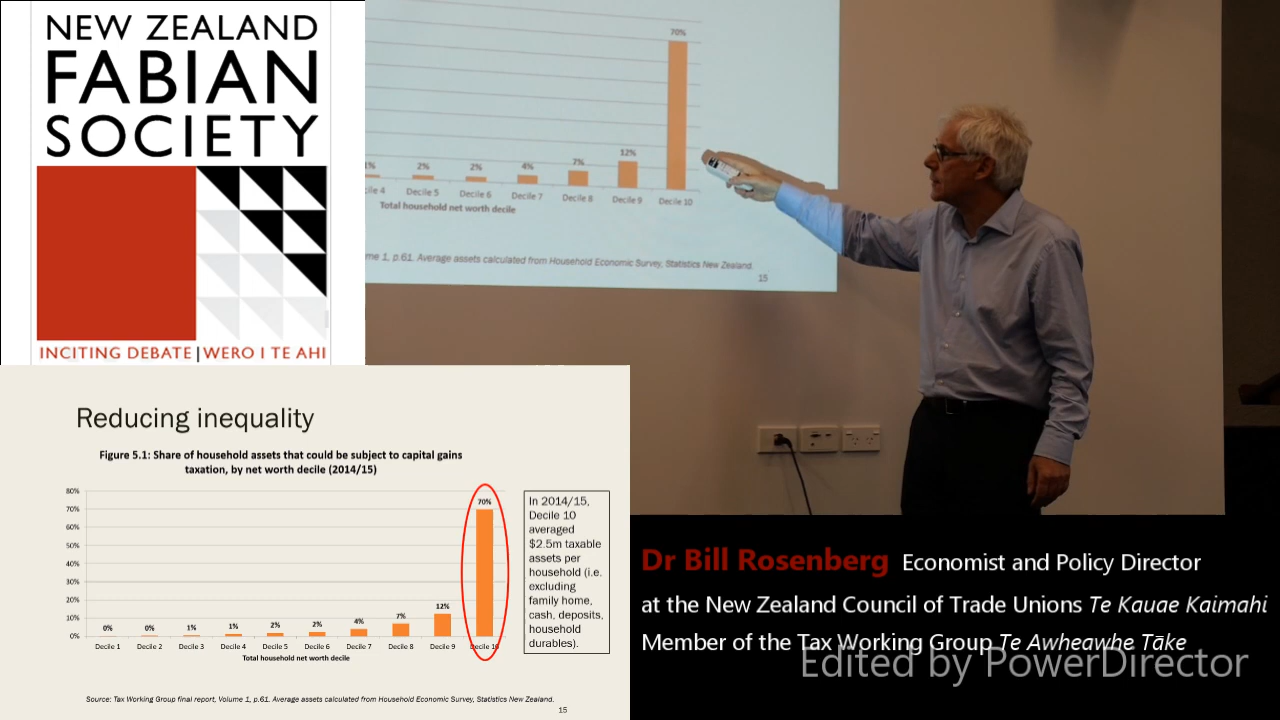 NEW ZEALAND
FABIAN
SOCIETY
INCITING DEBATE | WERO I TE AHI
70%
1%
2%
2%
4%
7%
12%
Decile 5
Decile 6
Decile 7
Decile 8
Decile 9
Decile 10
Total household net worth decile
p.61. Average assets calculated from Household Economic Survey, Statistics New Zealand.
15
Reducing inequality
Figure 5.1: Share of household assets that could be subject to capital gains
taxation, by net worth decile (2014/15)
80%
70%
60%
50%
40%
30%
20%
10%
0%
0%
0%
1%
1%
2%
2%
4%
7%
12%
70%
Decile 1
Decile 2
Decile 3
Decile 4
Decile 5
Decile 6
Decile 7
Decile 8
Decile 9
Decile 10
Total household net worth decile
In 2014/15,
Decile 10
averaged
$2.5m taxable
assets per
household (i.e.
excluding
family home,
cash, deposits,
household
durables).
Source: Tax Working Group final report, Volume 1, p.61. Average assets calculated from Household Economic Survey, Statistics New Zealand.
15
Dr Bill Rosenberg Economist and Policy Director
at the New Zealand Council of Trade Unions Te Kauae Kaimahi
Member of the Tax Working Group Te Awheawhe Tāke
Edited by PowerDirector